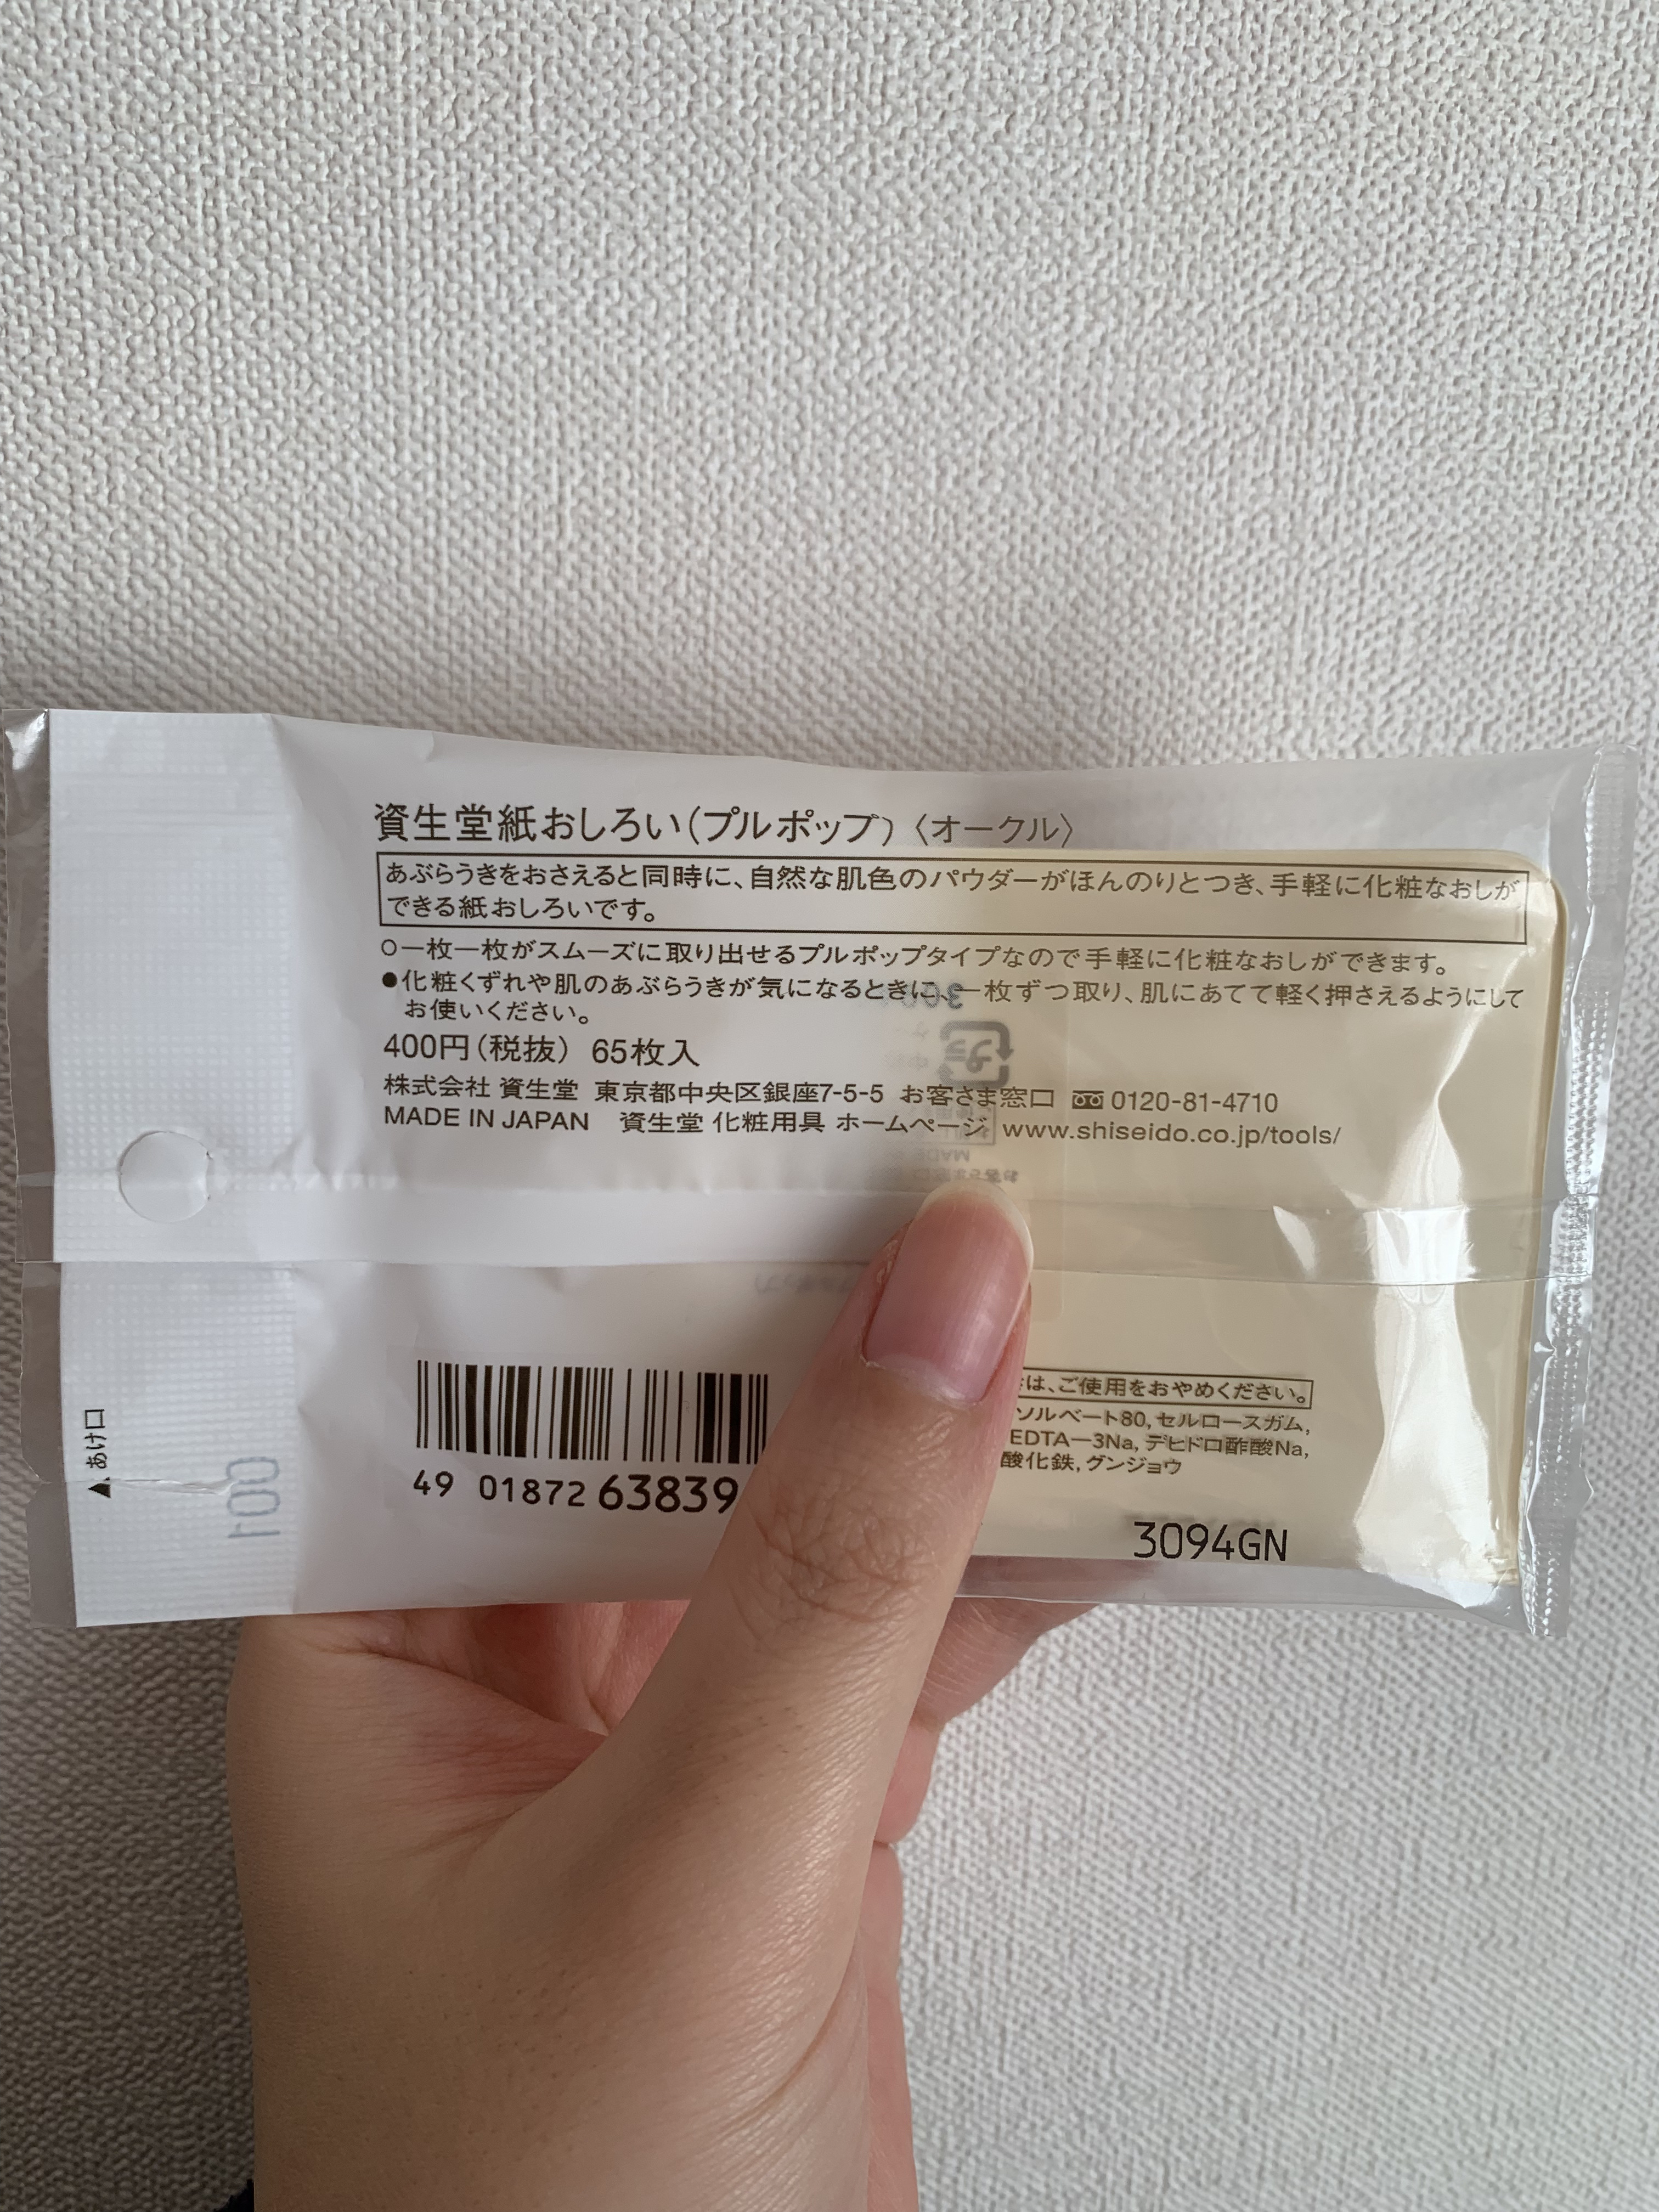 資生堂紙おしろい(プルポップ)〈オークル〉
あぶらうきをおさえると同時に、自然な肌色のパウダーがほんのりとつき、手軽に化粧なおしが
できる紙おしろいです。
○一枚一枚がスムーズに取り出せるプルポップタイプなので手軽に化粧なおしができます。
●化粧くずれや肌のあぶらうきが気になるときに、一枚ずつ取り、肌にあてて軽く押さえるようにして
お使いください。
400円(税抜) 65枚入
株式会社 資生堂 東京都中央区銀座7-5-5 お客さま窓口 0120-81-4710
MADE IN JAPAN 資生堂 化粧用具 ホームページ www.shiseido.co.jp/tools/
プラ
は、ご使用をおやめください。
ソルベート80, セルロースガム,
EDTA-3Na, デヒドロ酢酸Na,
酸化鉄, グンジョウ
49 01872 63839
3094GN
▲あけ口
001